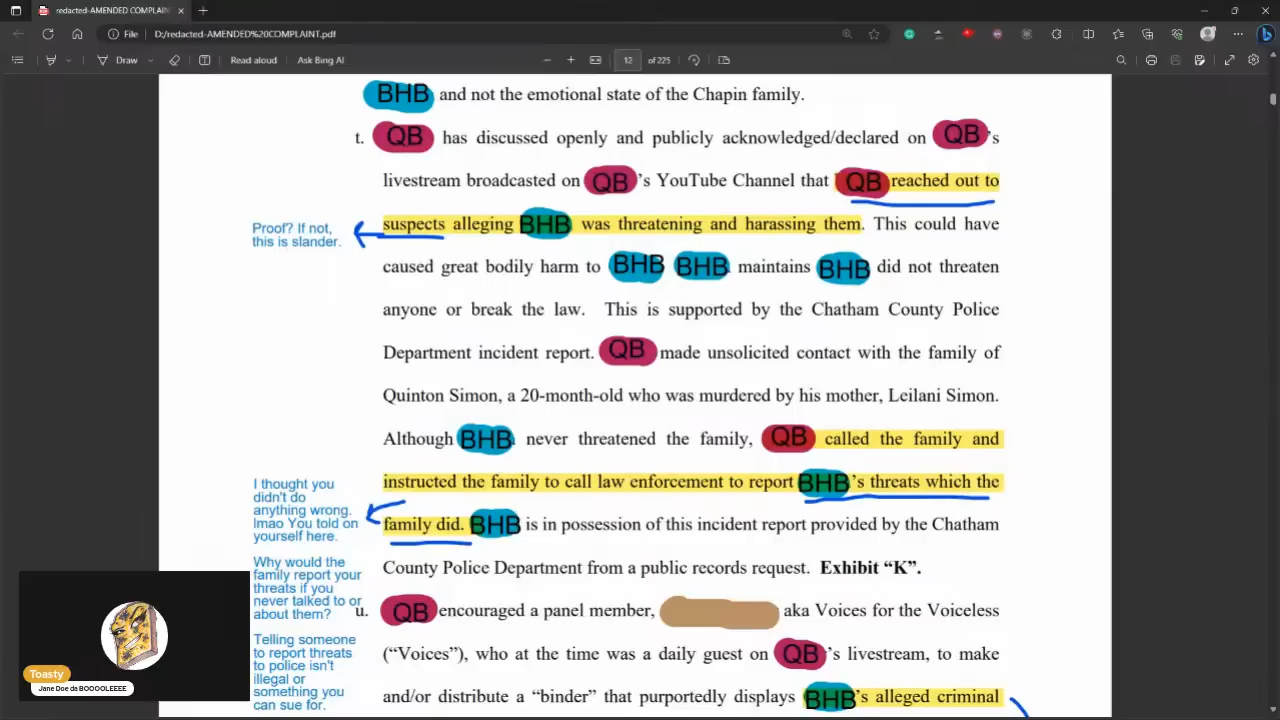 redacted-AMENDED COMPLAINT.pdf
File D:/redacted-AMENDED%20COMPLAINT.pdf
Draw Read aloud Ask Bing AI 12 of 225
BHB and not the emotional state of the Chapin family.
t. QB has discussed openly and publicly acknowledged/declared on QB's
livestream broadcasted on QB's YouTube Channel that QB reached out to
suspects alleging BHB was threatening and harassing them. This could have
caused great bodily harm to BHB BHB maintains BHB did not threaten
anyone or break the law. This is supported by the Chatham County Police
Department incident report. QB made unsolicited contact with the family of
Quinton Simon, a 20-month-old who was murdered by his mother, Leilani Simon.
Although BHB never threatened the family, QB called the family and
instructed the family to call law enforcement to report BHB's threats which the
family did. BHB is in possession of this incident report provided by the Chatham
County Police Department from a public records request. Exhibit “K”.
u. QB encouraged a panel member, aka Voices for the Voiceless
(“Voices”), who at the time was a daily guest on QB's livestream, to make
and/or distribute a “binder” that purportedly displays BHB's alleged criminal
Proof? If not,
this is slander.
I thought you
didn't do
anything wrong.
lmao You told on
yourself here.
Why would the
family report your
threats if you
never talked to or
about them?
Telling someone
to report threats
to police isn't
illegal or
something you
can sue for.
Toasty
Jane Doe da BOOOOLEEEE